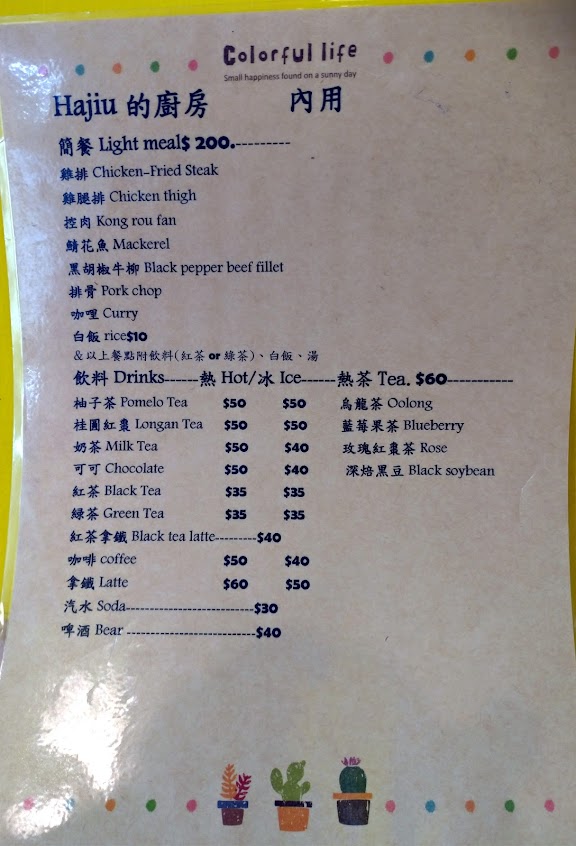 Colorful life
Small happiness found on a sunny day
Hajiu 的廚房 內用
簡餐 Light meal$ 200.---------
雞排 Chicken-Fried Steak
雞腿排 Chicken thigh
控肉 Kong rou fan
鯖花魚 Mackerel
黑胡椒牛柳 Black pepper beef fillet
排骨 Pork chop
咖哩 Curry
白飯 rice$10
&以上餐點附飲料(紅茶 or 綠茶)、白飯、湯
飲料 Drinks------熱 Hot/冰 Ice------熱茶 Tea. $60------------
柚子茶 Pomelo Tea $50 $50 烏龍茶 Oolong
桂圓紅棗 Longan Tea $50 $50 藍莓果茶 Blueberry
奶茶 Milk Tea $50 $40 玫瑰紅棗茶 Rose
可可 Chocolate $50 $40 深焙黑豆 Black soybean
紅茶 Black Tea $35 $35
綠茶 Green Tea $35 $35
紅茶拿鐵 Black tea latte---------$40
咖啡 coffee $50 $40
拿鐵 Latte $60 $50
汽水 Soda---------------------------$30
啤酒 Bear ---------------------------$40